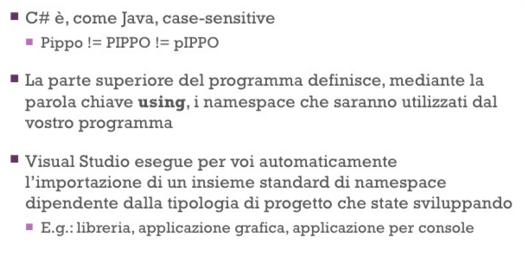 C# è, come Java, case-sensitive
Pippo != PIPPO != pIPPO
La parte superiore del programma definisce, mediante la
parola chiave using, i namespace che saranno utilizzati dal
vostro programma
Visual Studio esegue per voi automaticamente
l'importazione di un insieme standard di namespace
dipendente dalla tipologia di progetto che state sviluppando
E.g.: libreria, applicazione grafica, applicazione per console